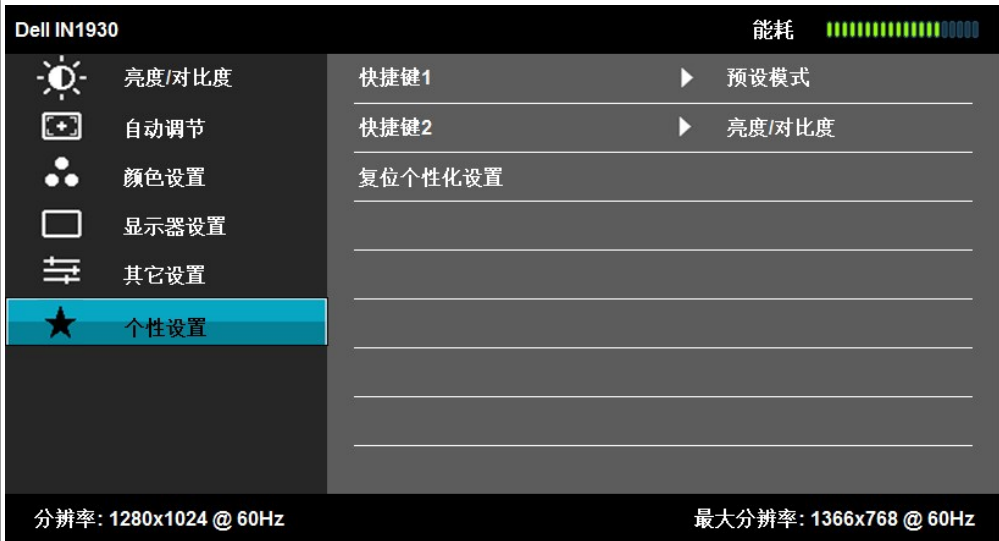 Dell IN1930 能耗
亮度/对比度 快捷键1 预设模式
自动调节 快捷键2 亮度/对比度
颜色设置 复位个性化设置
显示器设置
其它设置
个性设置
分辨率: 1280x1024 @ 60Hz 最大分辨率: 1366x768 @ 60Hz